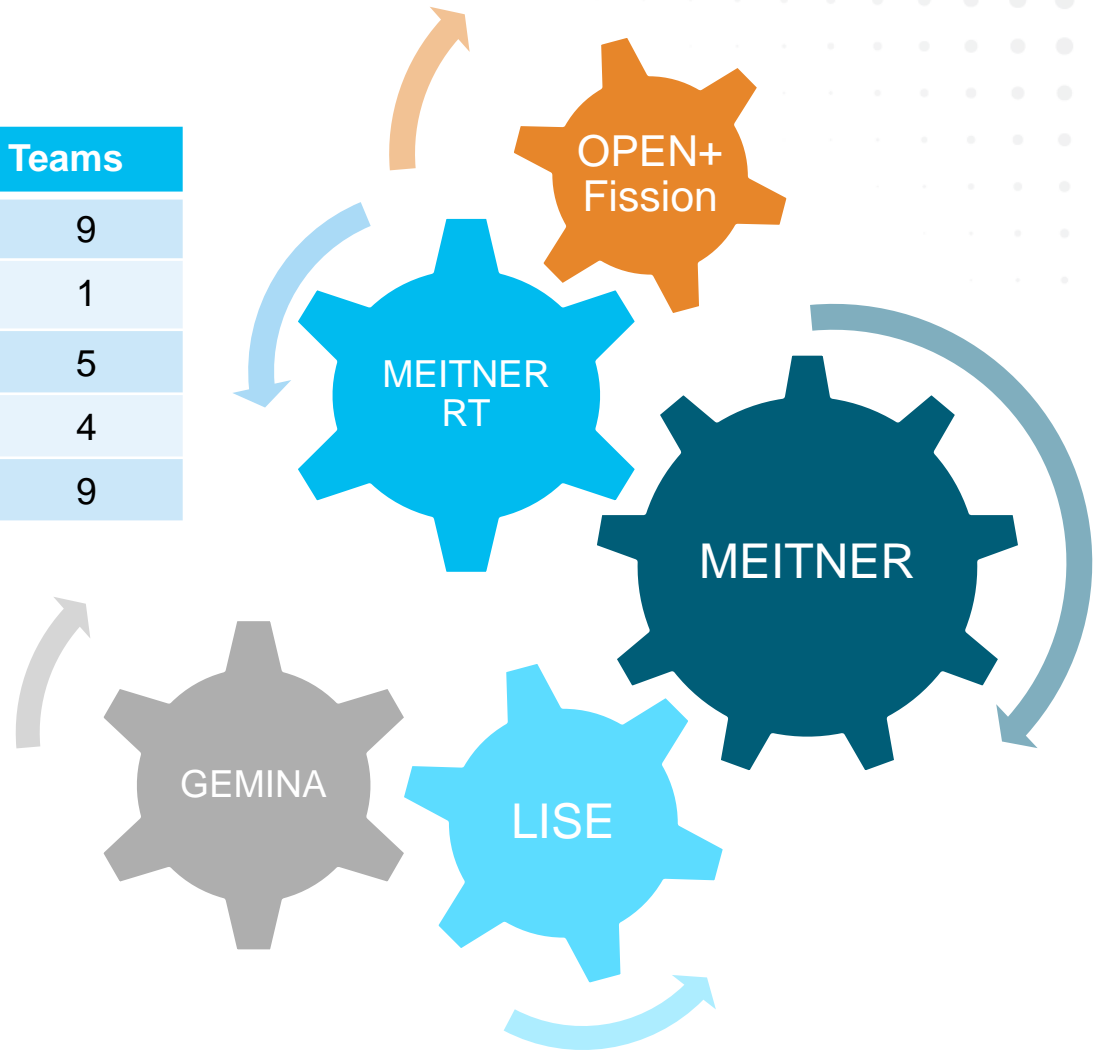 Teams
9
1
5
4
9
OPEN+
Fission
MEITNER
RT
MEITNER
GEMINA
LISE